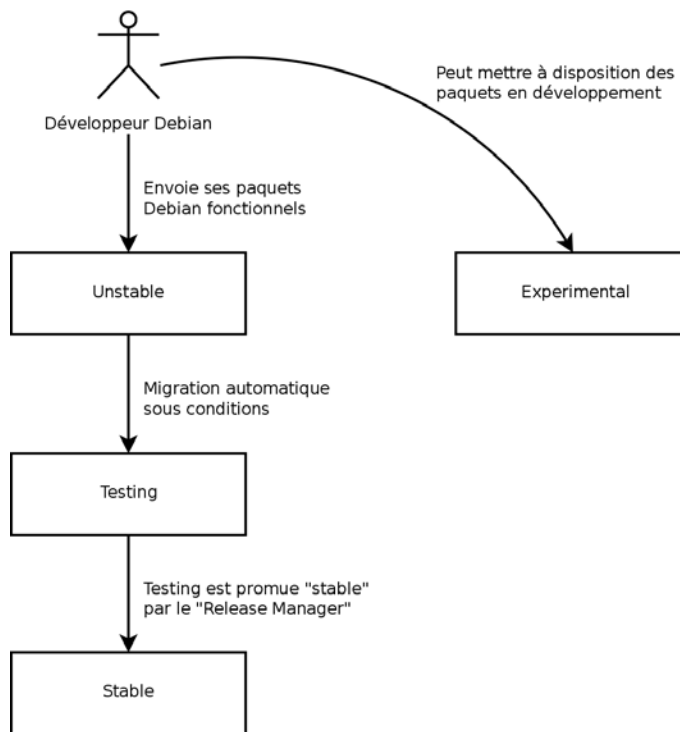 Peut mettre à disposition des
paquets en développement
Développeur Debian
Envoie ses paquets
Debian fonctionnels
Unstable
Experimental
Migration automatique
sous conditions
Testing
Testing est promue "stable"
par le "Release Manager"
Stable